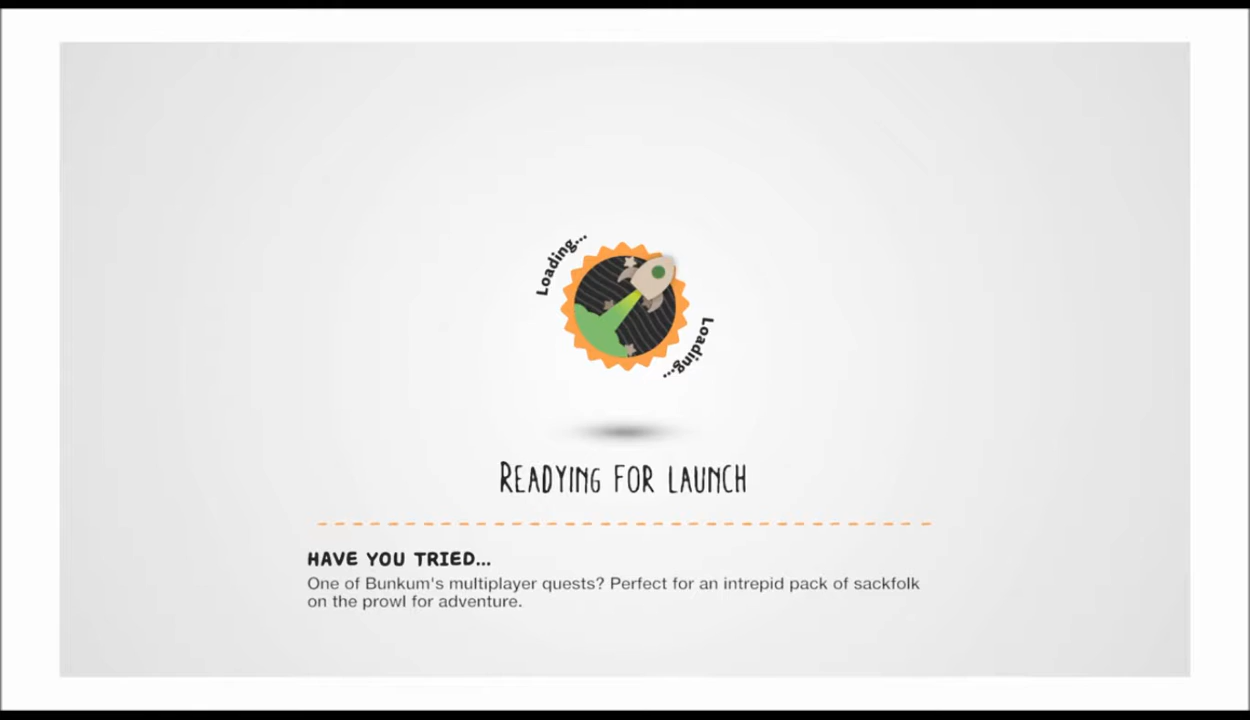 Loading...
Loading...
READYING FOR LAUNCH
HAVE YOU TRIED...
One of Bunkum's multiplayer quests? Perfect for an intrepid pack of sackfolk
on the prowl for adventure.